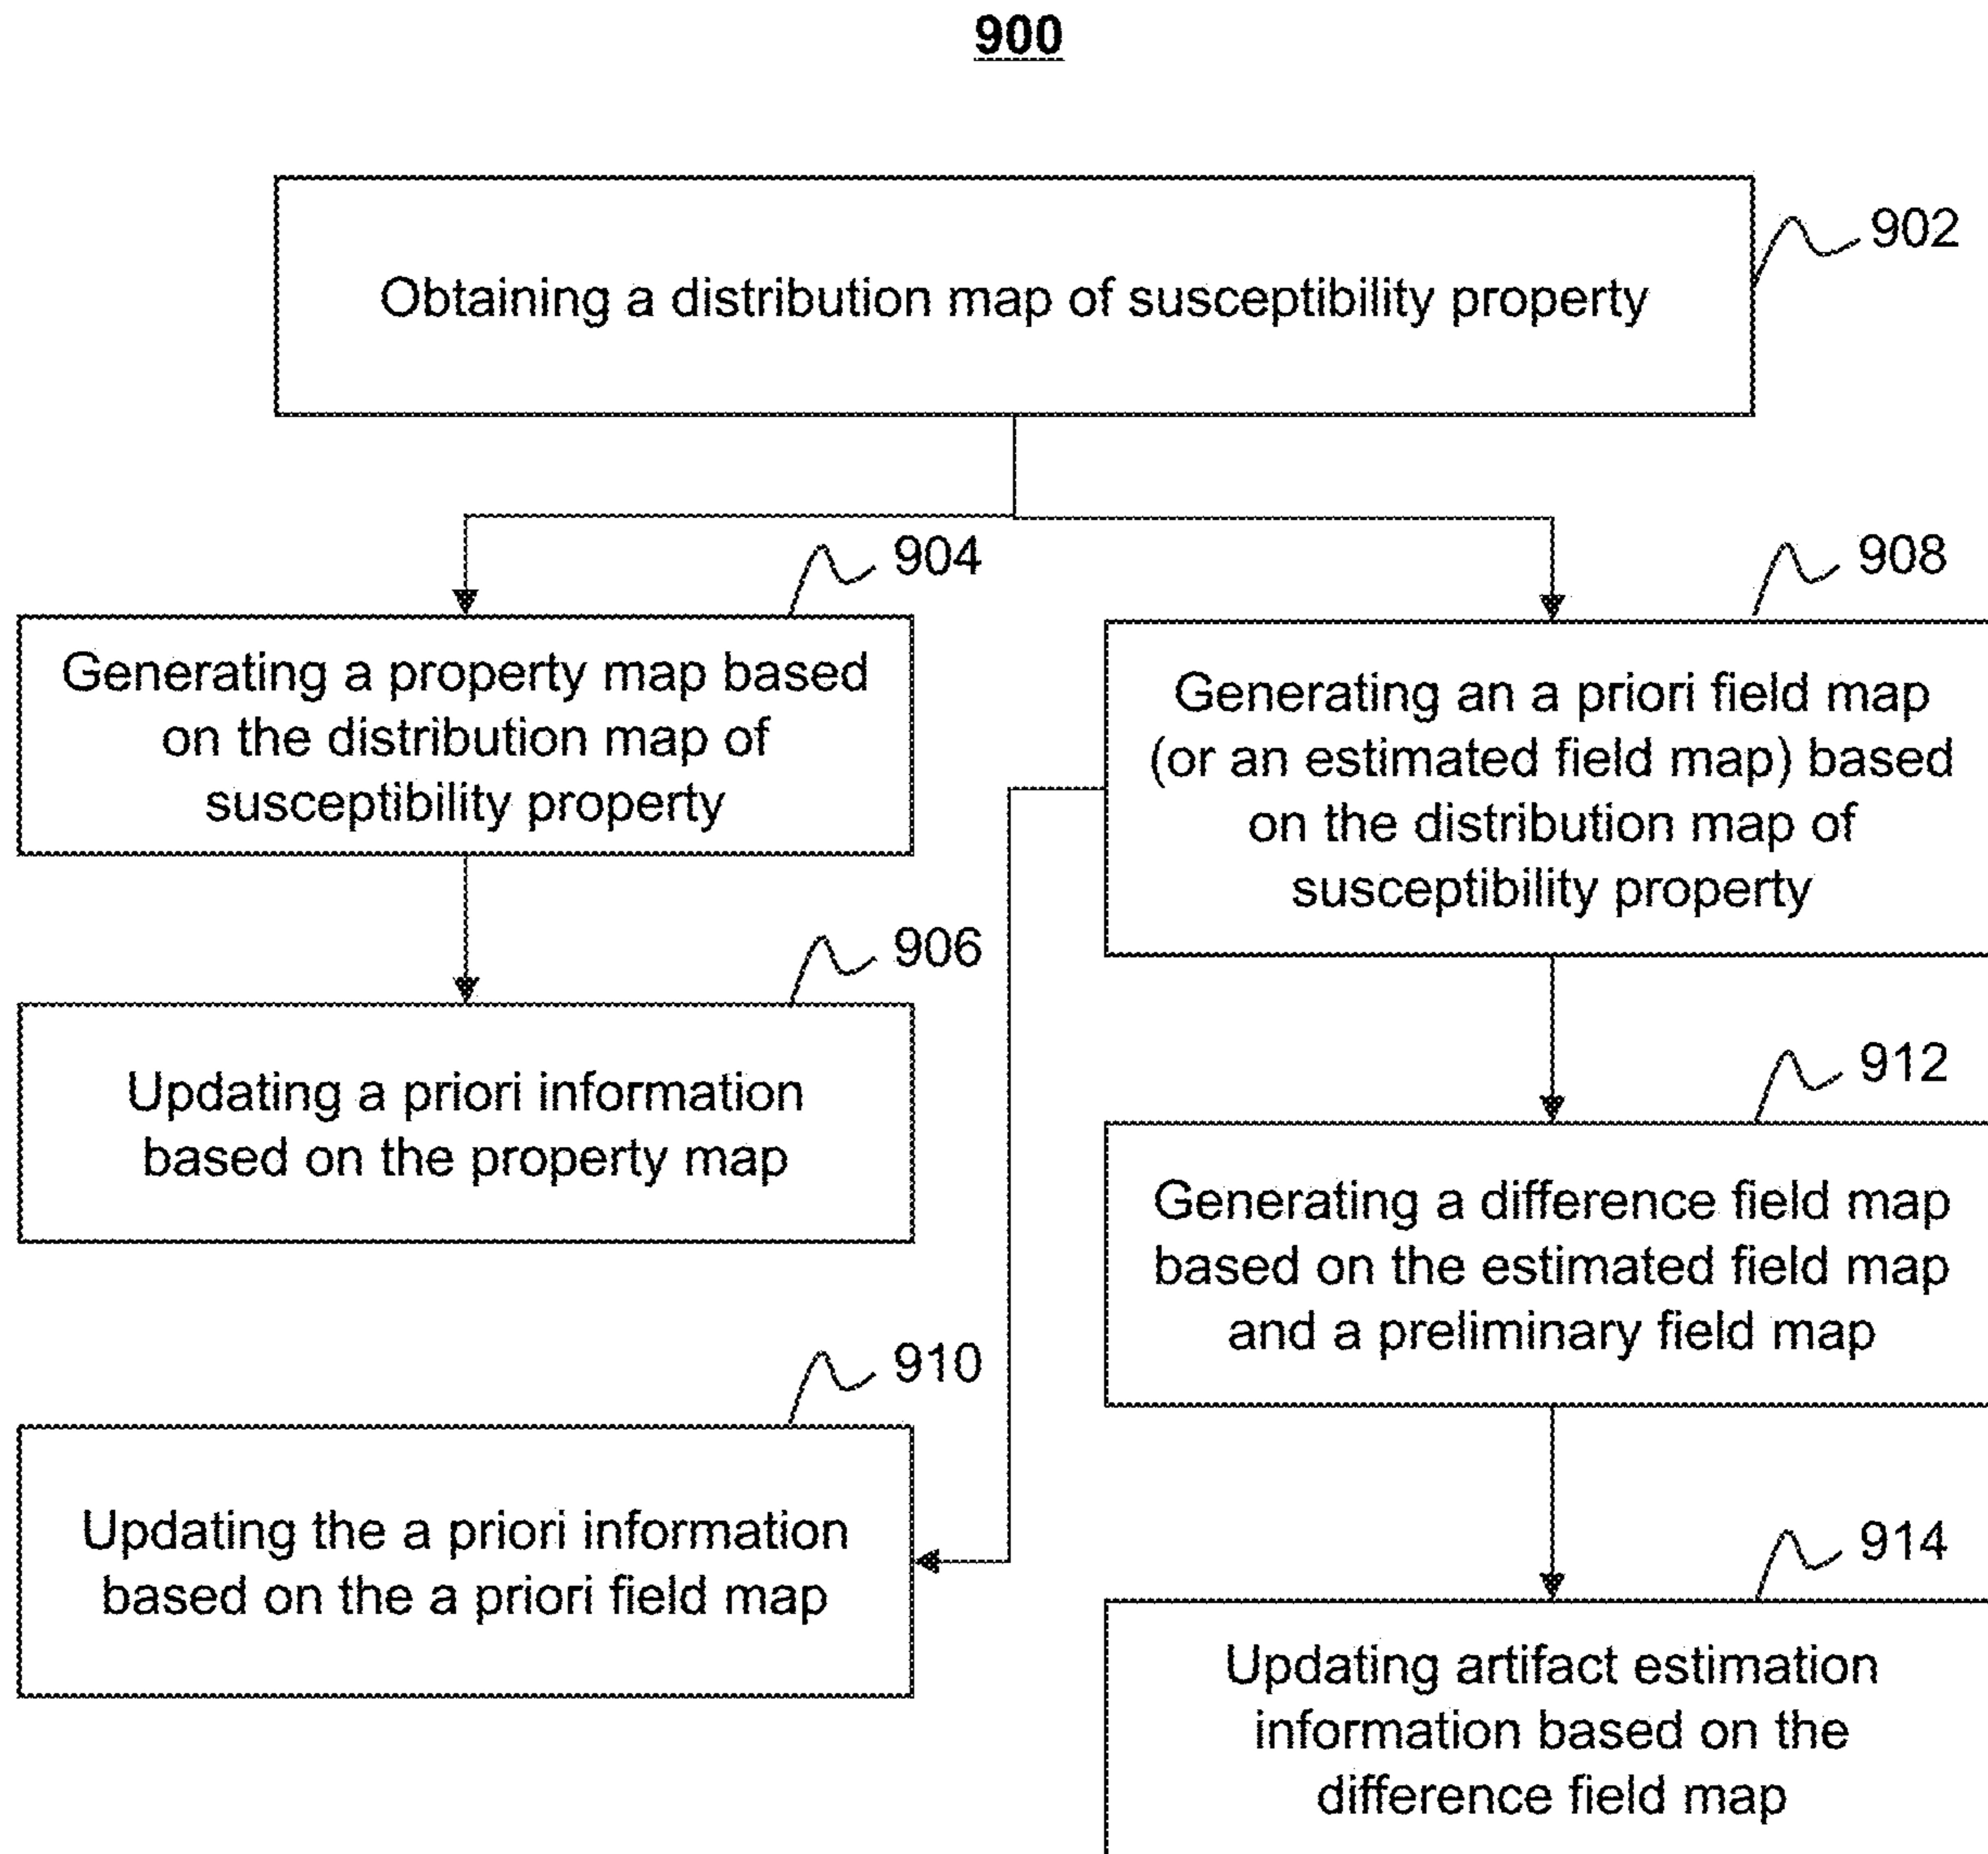 900
Obtaining a distribution map of susceptibility property
902
904
Generating a property map based
on the distribution map of
susceptibility property
908
Generating an a priori field map
(or an estimated field map) based
on the distribution map of
susceptibility property
906
Updating a priori information
based on the property map
912
Generating a difference field map
based on the estimated field map
and a preliminary field map
910
Updating the a priori information
based on the a priori field map
914
Updating artifact estimation
information based on the
difference field map